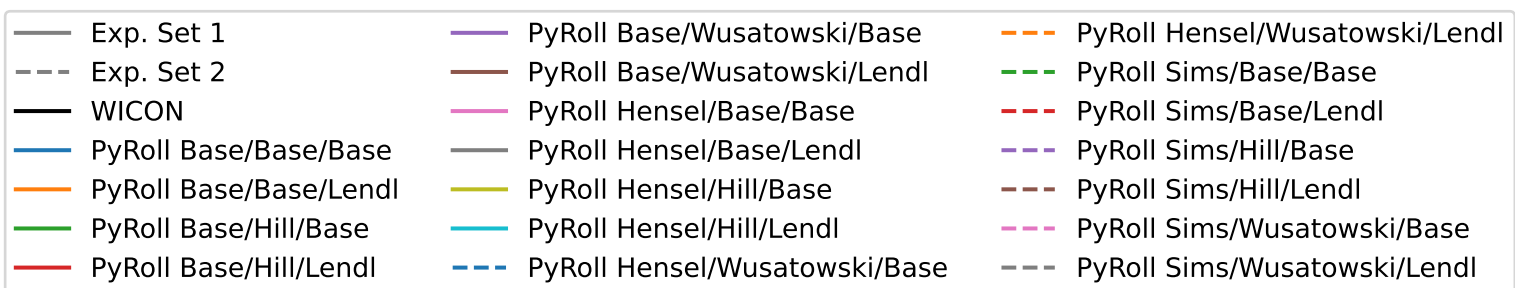 Exp. Set 1
Exp. Set 2
WICON
PyRoll Base/Base/Base
PyRoll Base/Base/Lendl
PyRoll Base/Hill/Base
PyRoll Base/Hill/Lendl
PyRoll Base/Wusatowski/Base
PyRoll Base/Wusatowski/Lendl
PyRoll Hensel/Base/Base
PyRoll Hensel/Base/Lendl
PyRoll Hensel/Hill/Base
PyRoll Hensel/Hill/Lendl
PyRoll Hensel/Wusatowski/Base
PyRoll Hensel/Wusatowski/Lendl
PyRoll Sims/Base/Base
PyRoll Sims/Base/Lendl
PyRoll Sims/Hill/Base
PyRoll Sims/Hill/Lendl
PyRoll Sims/Wusatowski/Base
PyRoll Sims/Wusatowski/Lendl